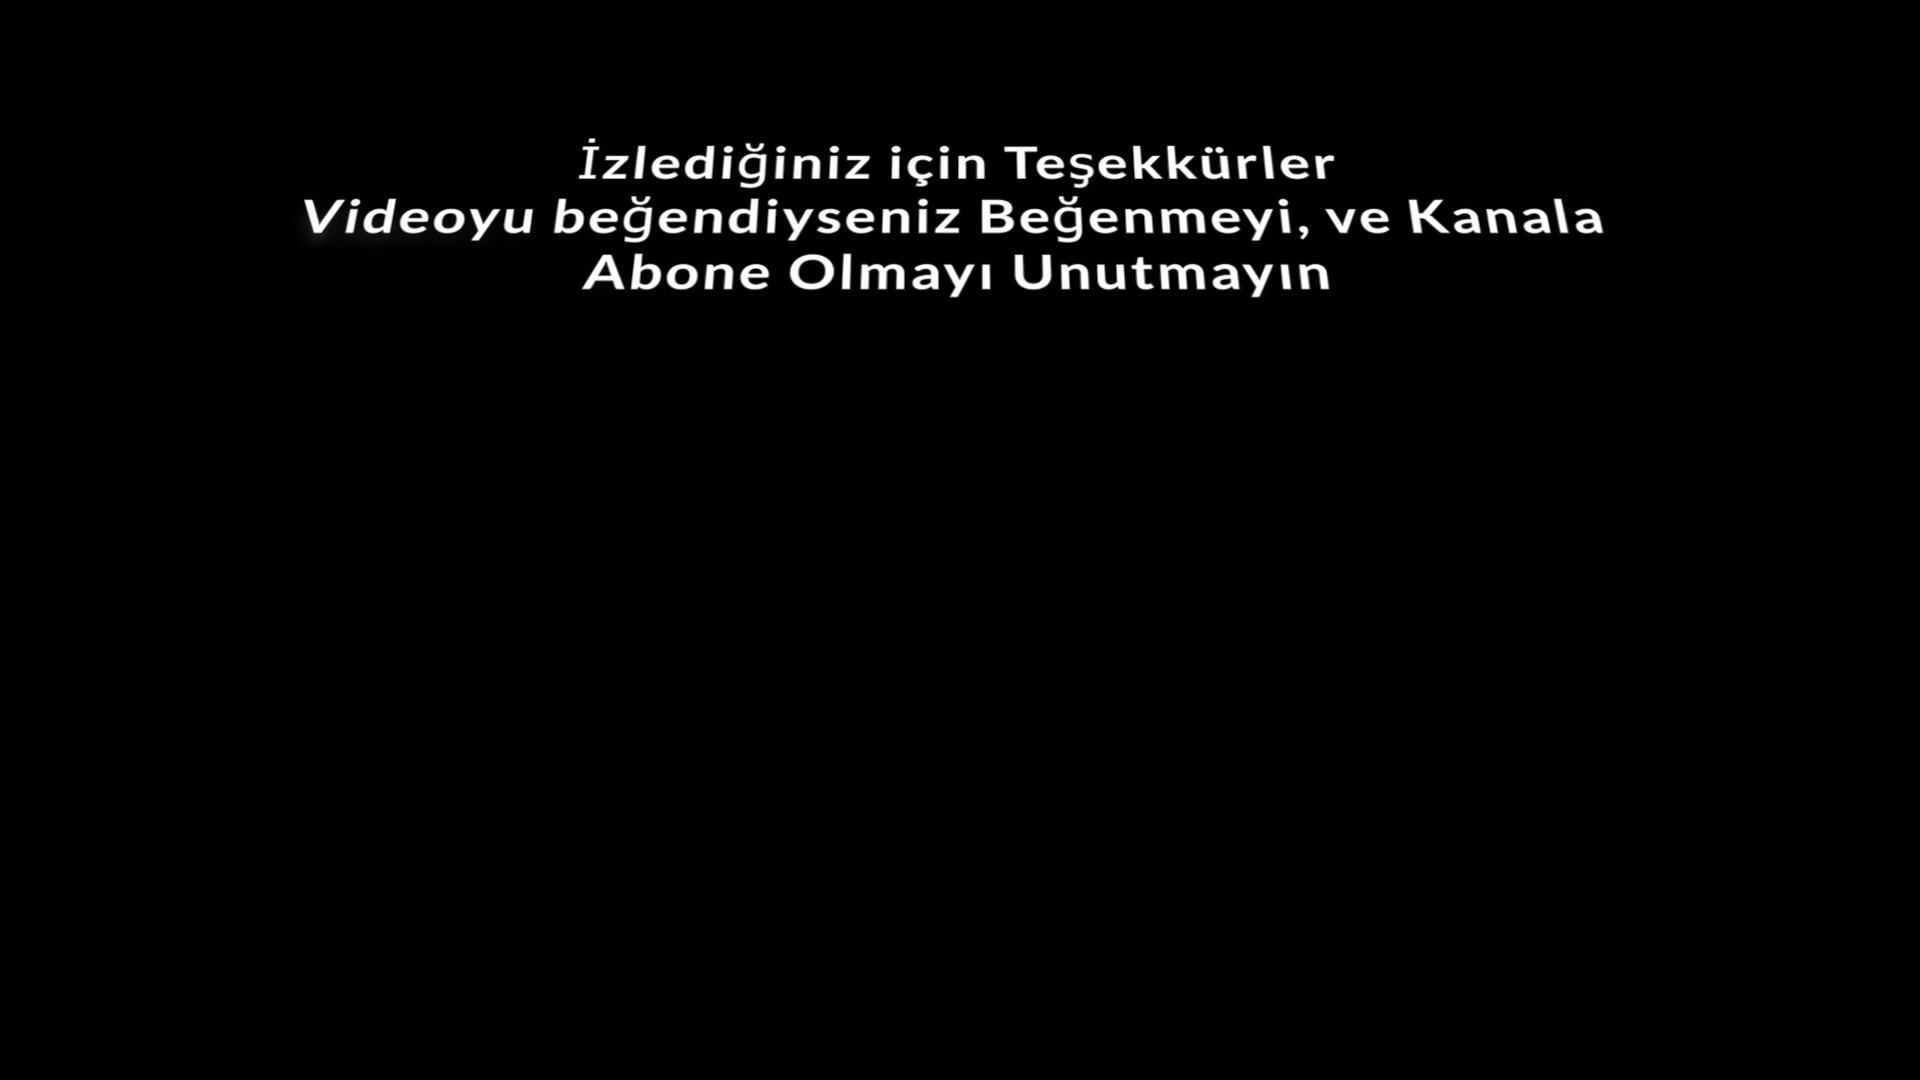 İzlediğiniz için Teşekkürler
Videoyu beğendiyseniz Beğenmeyi, ve Kanala
Abone Olmayı Unutmayın